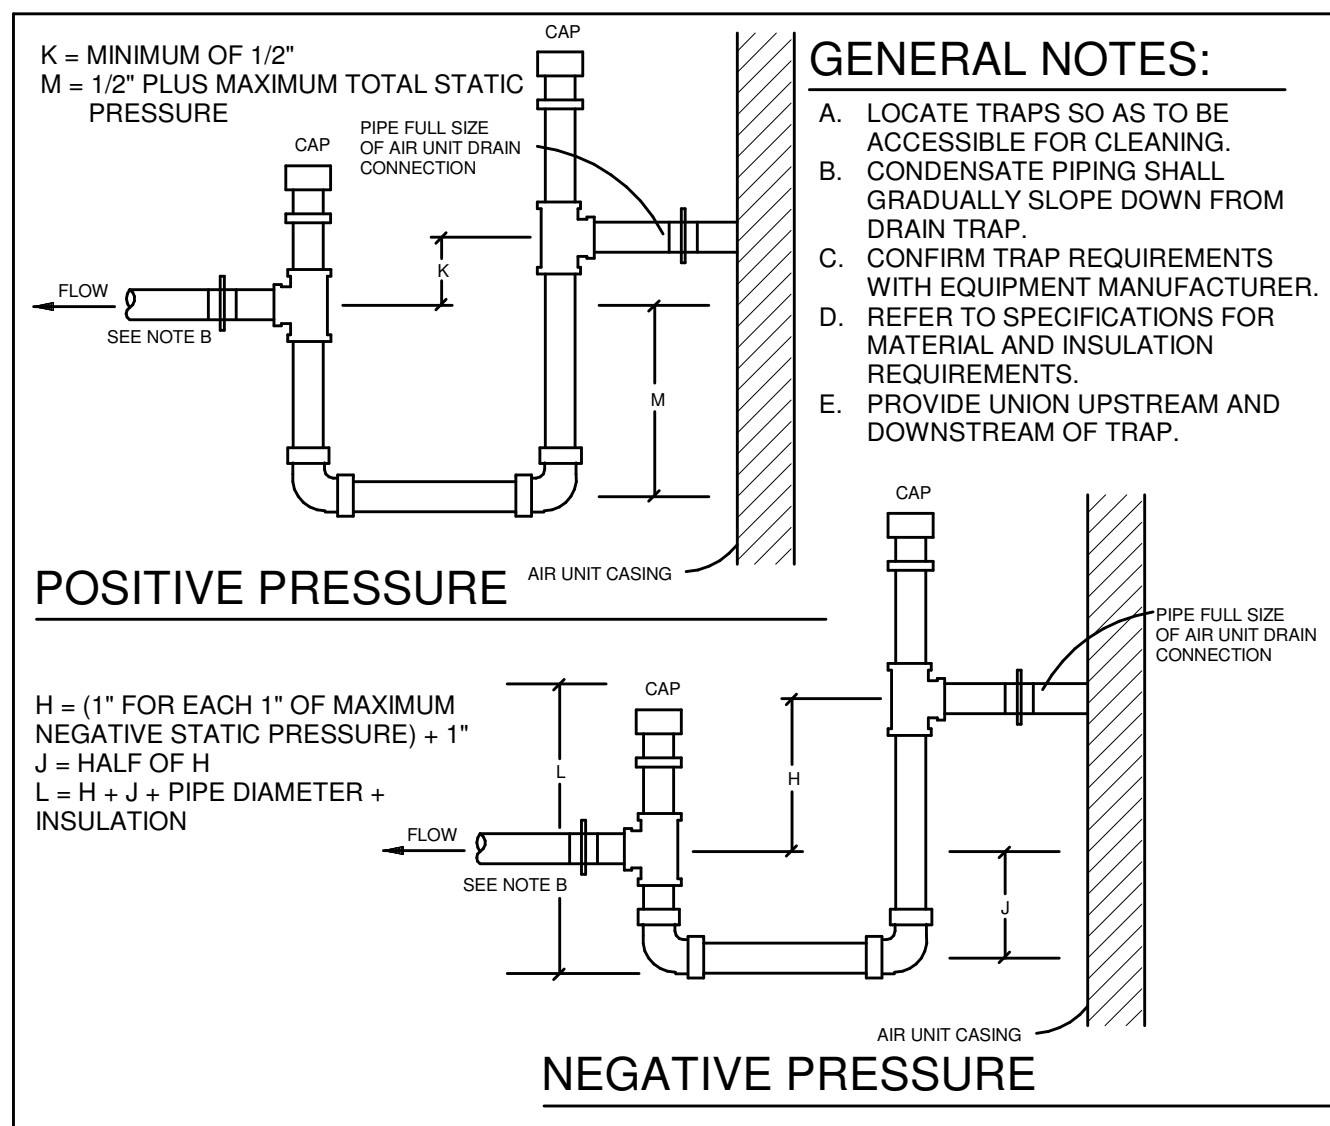 K = MINIMUM OF 1/2"
M = 1/2" PLUS MAXIMUM TOTAL STATIC
PRESSURE
CAP
CAP
PIPE FULL SIZE
OF AIR UNIT DRAIN
CONNECTION
K
FLOW
SEE NOTE B
M
AIR UNIT CASING
POSITIVE PRESSURE
GENERAL NOTES:
A. LOCATE TRAPS SO AS TO BE
ACCESSIBLE FOR CLEANING.
B. CONDENSATE PIPING SHALL
GRADUALLY SLOPE DOWN FROM
DRAIN TRAP.
C. CONFIRM TRAP REQUIREMENTS
WITH EQUIPMENT MANUFACTURER.
D. REFER TO SPECIFICATIONS FOR
MATERIAL AND INSULATION
REQUIREMENTS.
E. PROVIDE UNION UPSTREAM AND
DOWNSTREAM OF TRAP.
H = (1" FOR EACH 1" OF MAXIMUM
NEGATIVE STATIC PRESSURE) + 1"
J = HALF OF H
L = H + J + PIPE DIAMETER +
INSULATION
CAP
CAP
PIPE FULL SIZE
OF AIR UNIT DRAIN
CONNECTION
L
H
FLOW
SEE NOTE B
J
AIR UNIT CASING
NEGATIVE PRESSURE